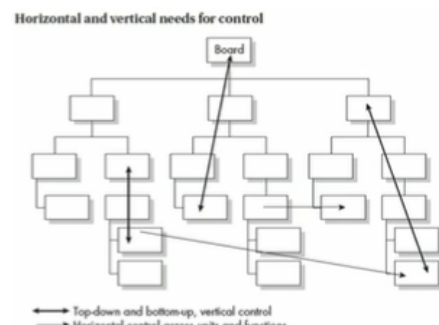 Horizontal and vertical needs for control
Board
Top-down and bottom-up, vertical control
Horizontal control across units and functions